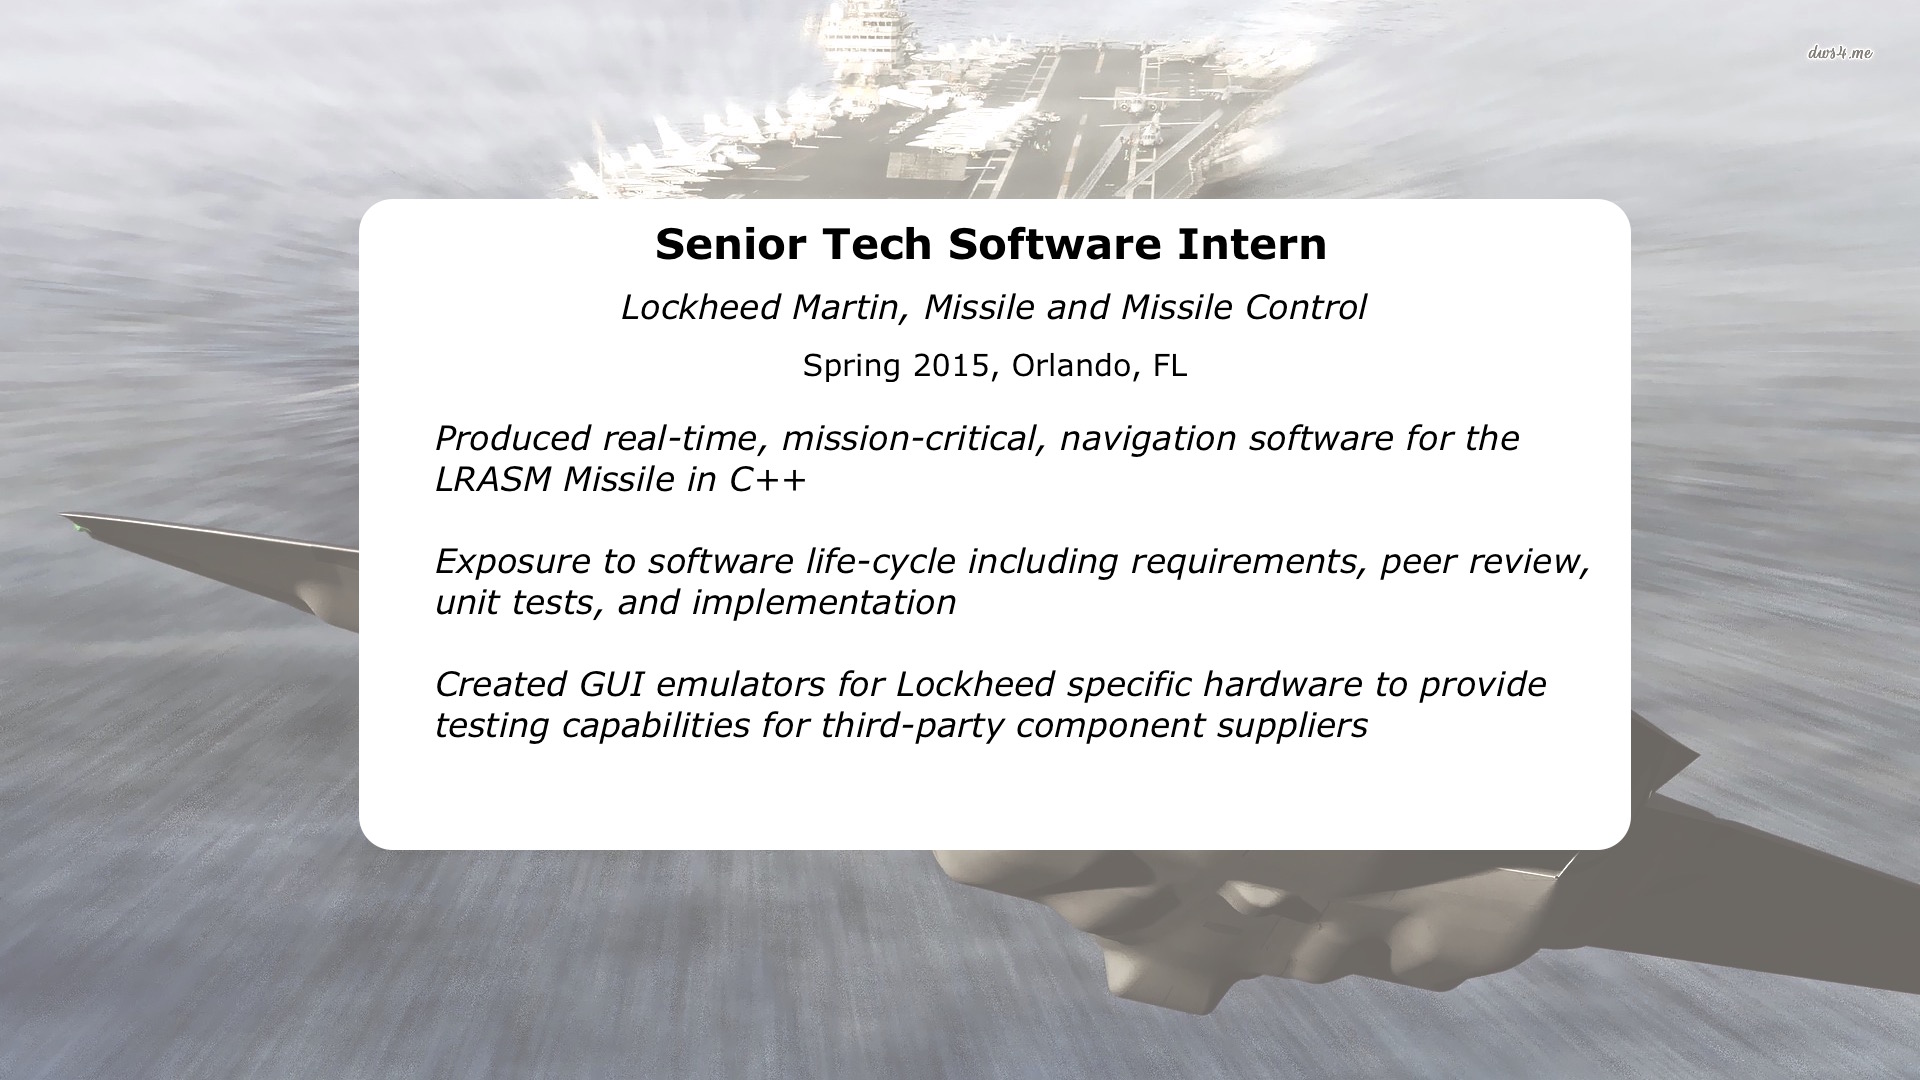 dws4.me
Senior Tech Software Intern
Lockheed Martin, Missile and Missile Control
Spring 2015, Orlando, FL
Produced real-time, mission-critical, navigation software for the
LRASM Missile in C++
Exposure to software life-cycle including requirements, peer review,
unit tests, and implementation
Created GUI emulators for Lockheed specific hardware to provide
testing capabilities for third-party component suppliers